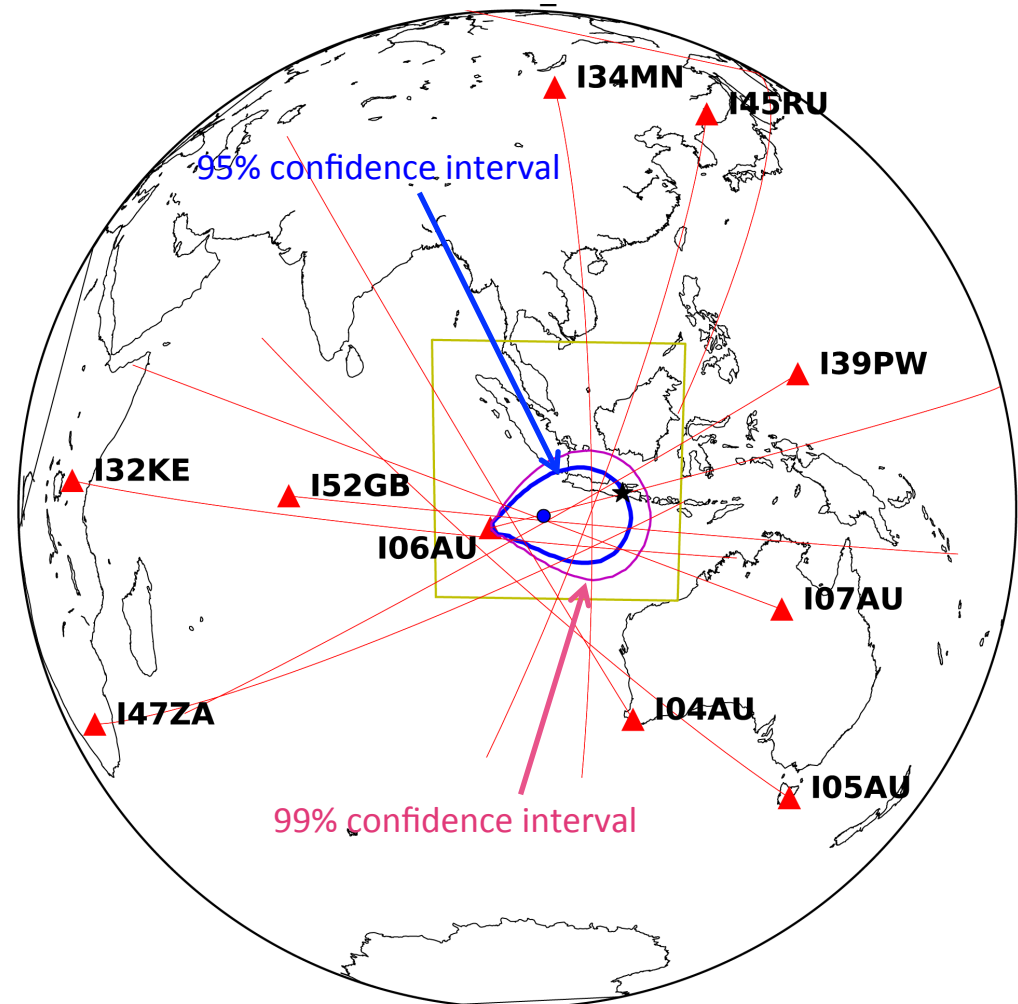 I34MN
I45RU
95% confidence interval
I39PW
I32KE
I52GB
I06AU
I07AU
I47ZA
I04AU
I05AU
99% confidence interval